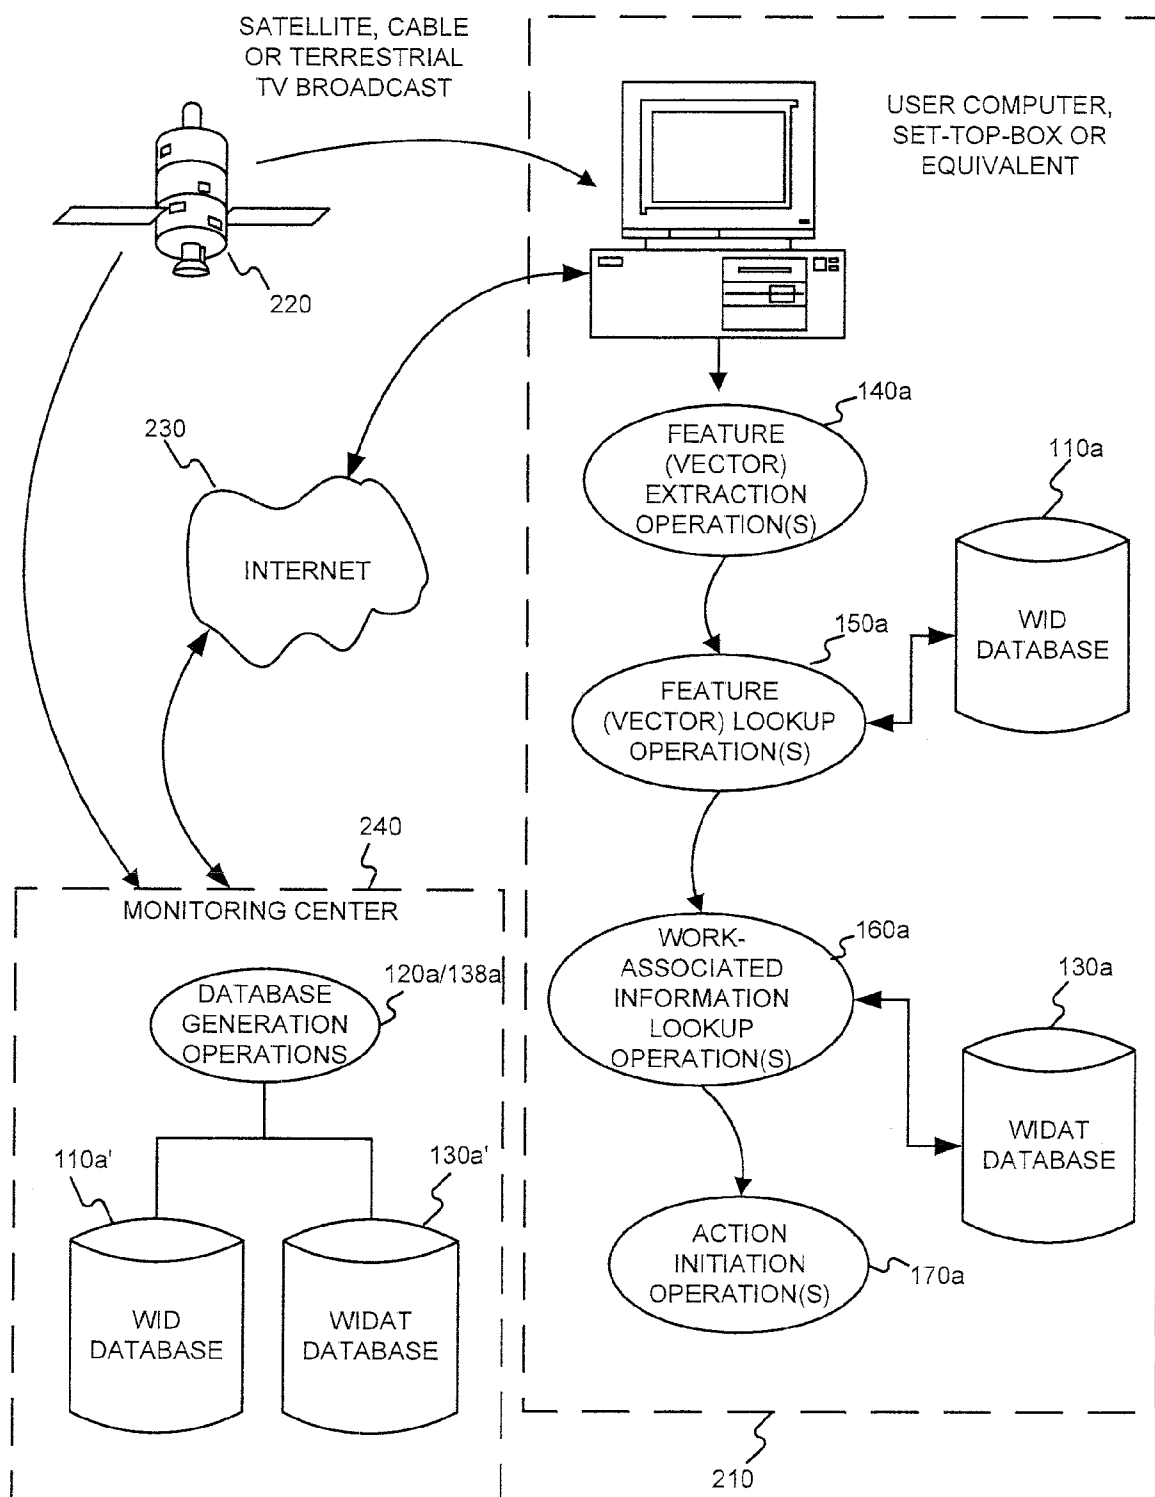 SATELLITE, CABLE
OR TERRESTRIAL
TV BROADCAST
USER COMPUTER,
SET-TOP-BOX OR
EQUIVALENT
220
140a
FEATURE
(VECTOR)
EXTRACTION
OPERATION(S)
110a
WID
DATABASE
230
INTERNET
150a
FEATURE
(VECTOR) LOOKUP
OPERATION(S)
240
MONITORING CENTER
160a
WORK-
ASSOCIATED
INFORMATION
LOOKUP
OPERATION(S)
130a
WIDAT
DATABASE
120a/138a
DATABASE
GENERATION
OPERATIONS
110a'
130a'
WID
DATABASE
WIDAT
DATABASE
ACTION
INITIATION
OPERATION(S)
170a
210